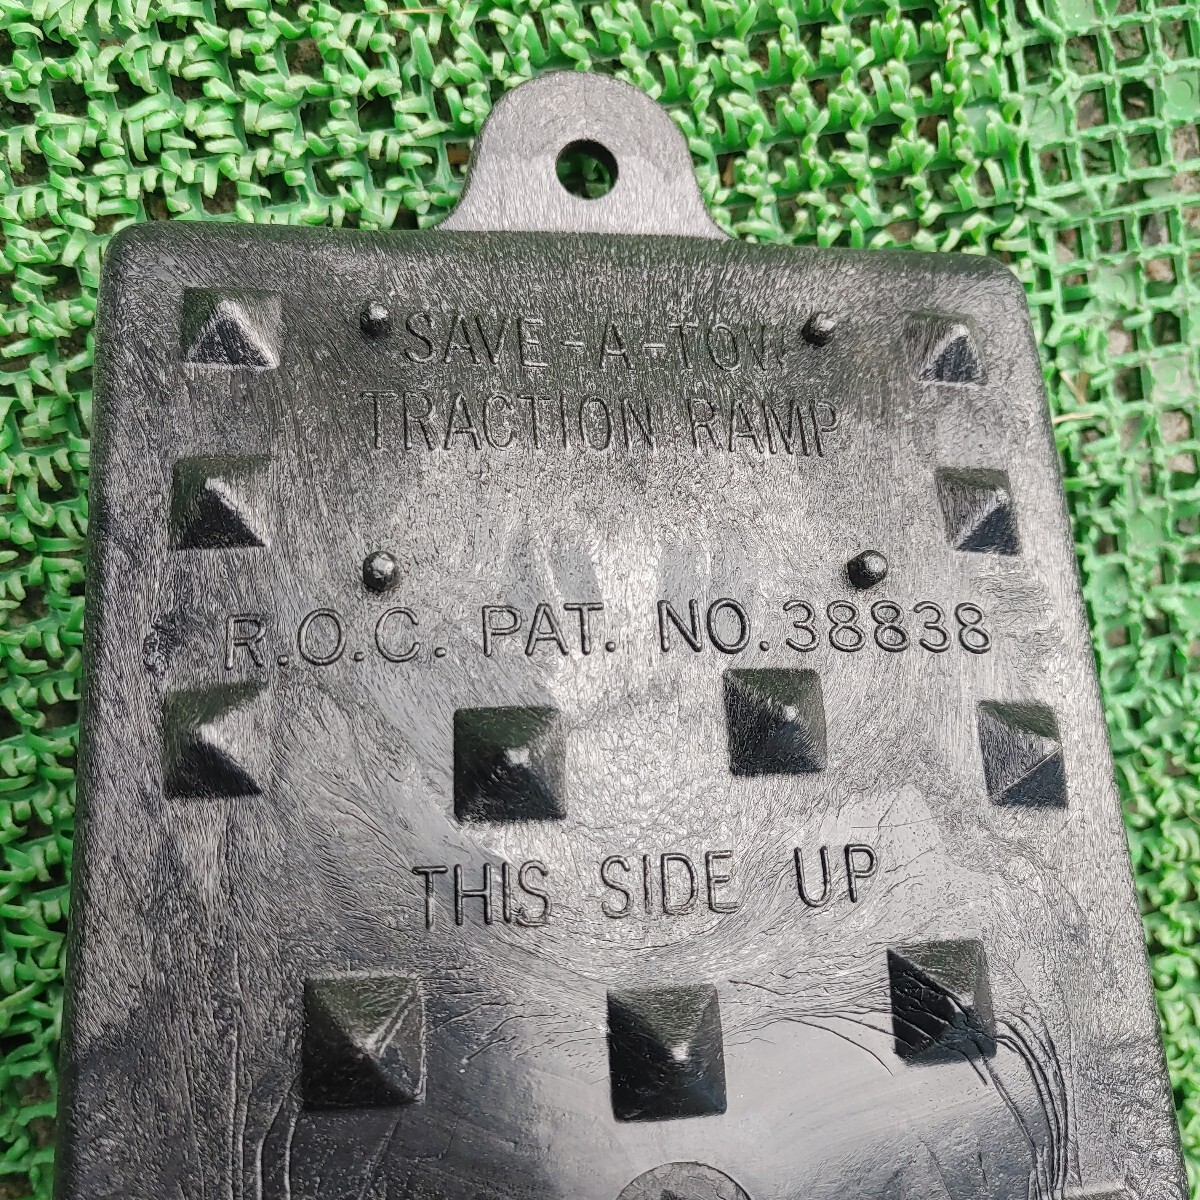 SAVE-A-TOW
TRACTION RAMP
R.O.C. PAT. NO.38838
THIS SIDE UP